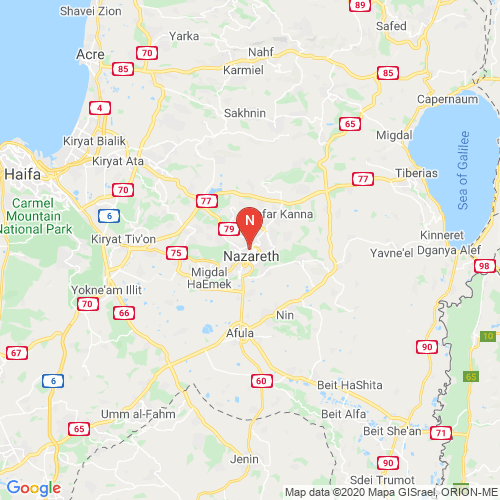 Shavei Zion
89
Safed
Yarka
70
Nahf
Acre
85
Karmiel
85
Capernaum
4
Sakhnin
65
Migdal
Kiryat Bialik
Kiryat Ata
Haifa
Tiberias
77
70
77
Sea of Galilee
Carmel
Mountain
National Park
6
N
afar Kanna
79
Kinneret
Kiryat Tiv'on
75
Nazareth
Yavne'el
Dganya Alef
98
Migdal
HaEmek
Yokne'am Illit
70
66
Nin
Afula
10
90
67
6
60
Beit HaShita
65
Umm al-Fahm
Beit Alfa
65
Beit She'an
71
Jenin
90
Sdei Trumot
Google
Map data ©2020 Mapa GISrael, ORION-ME